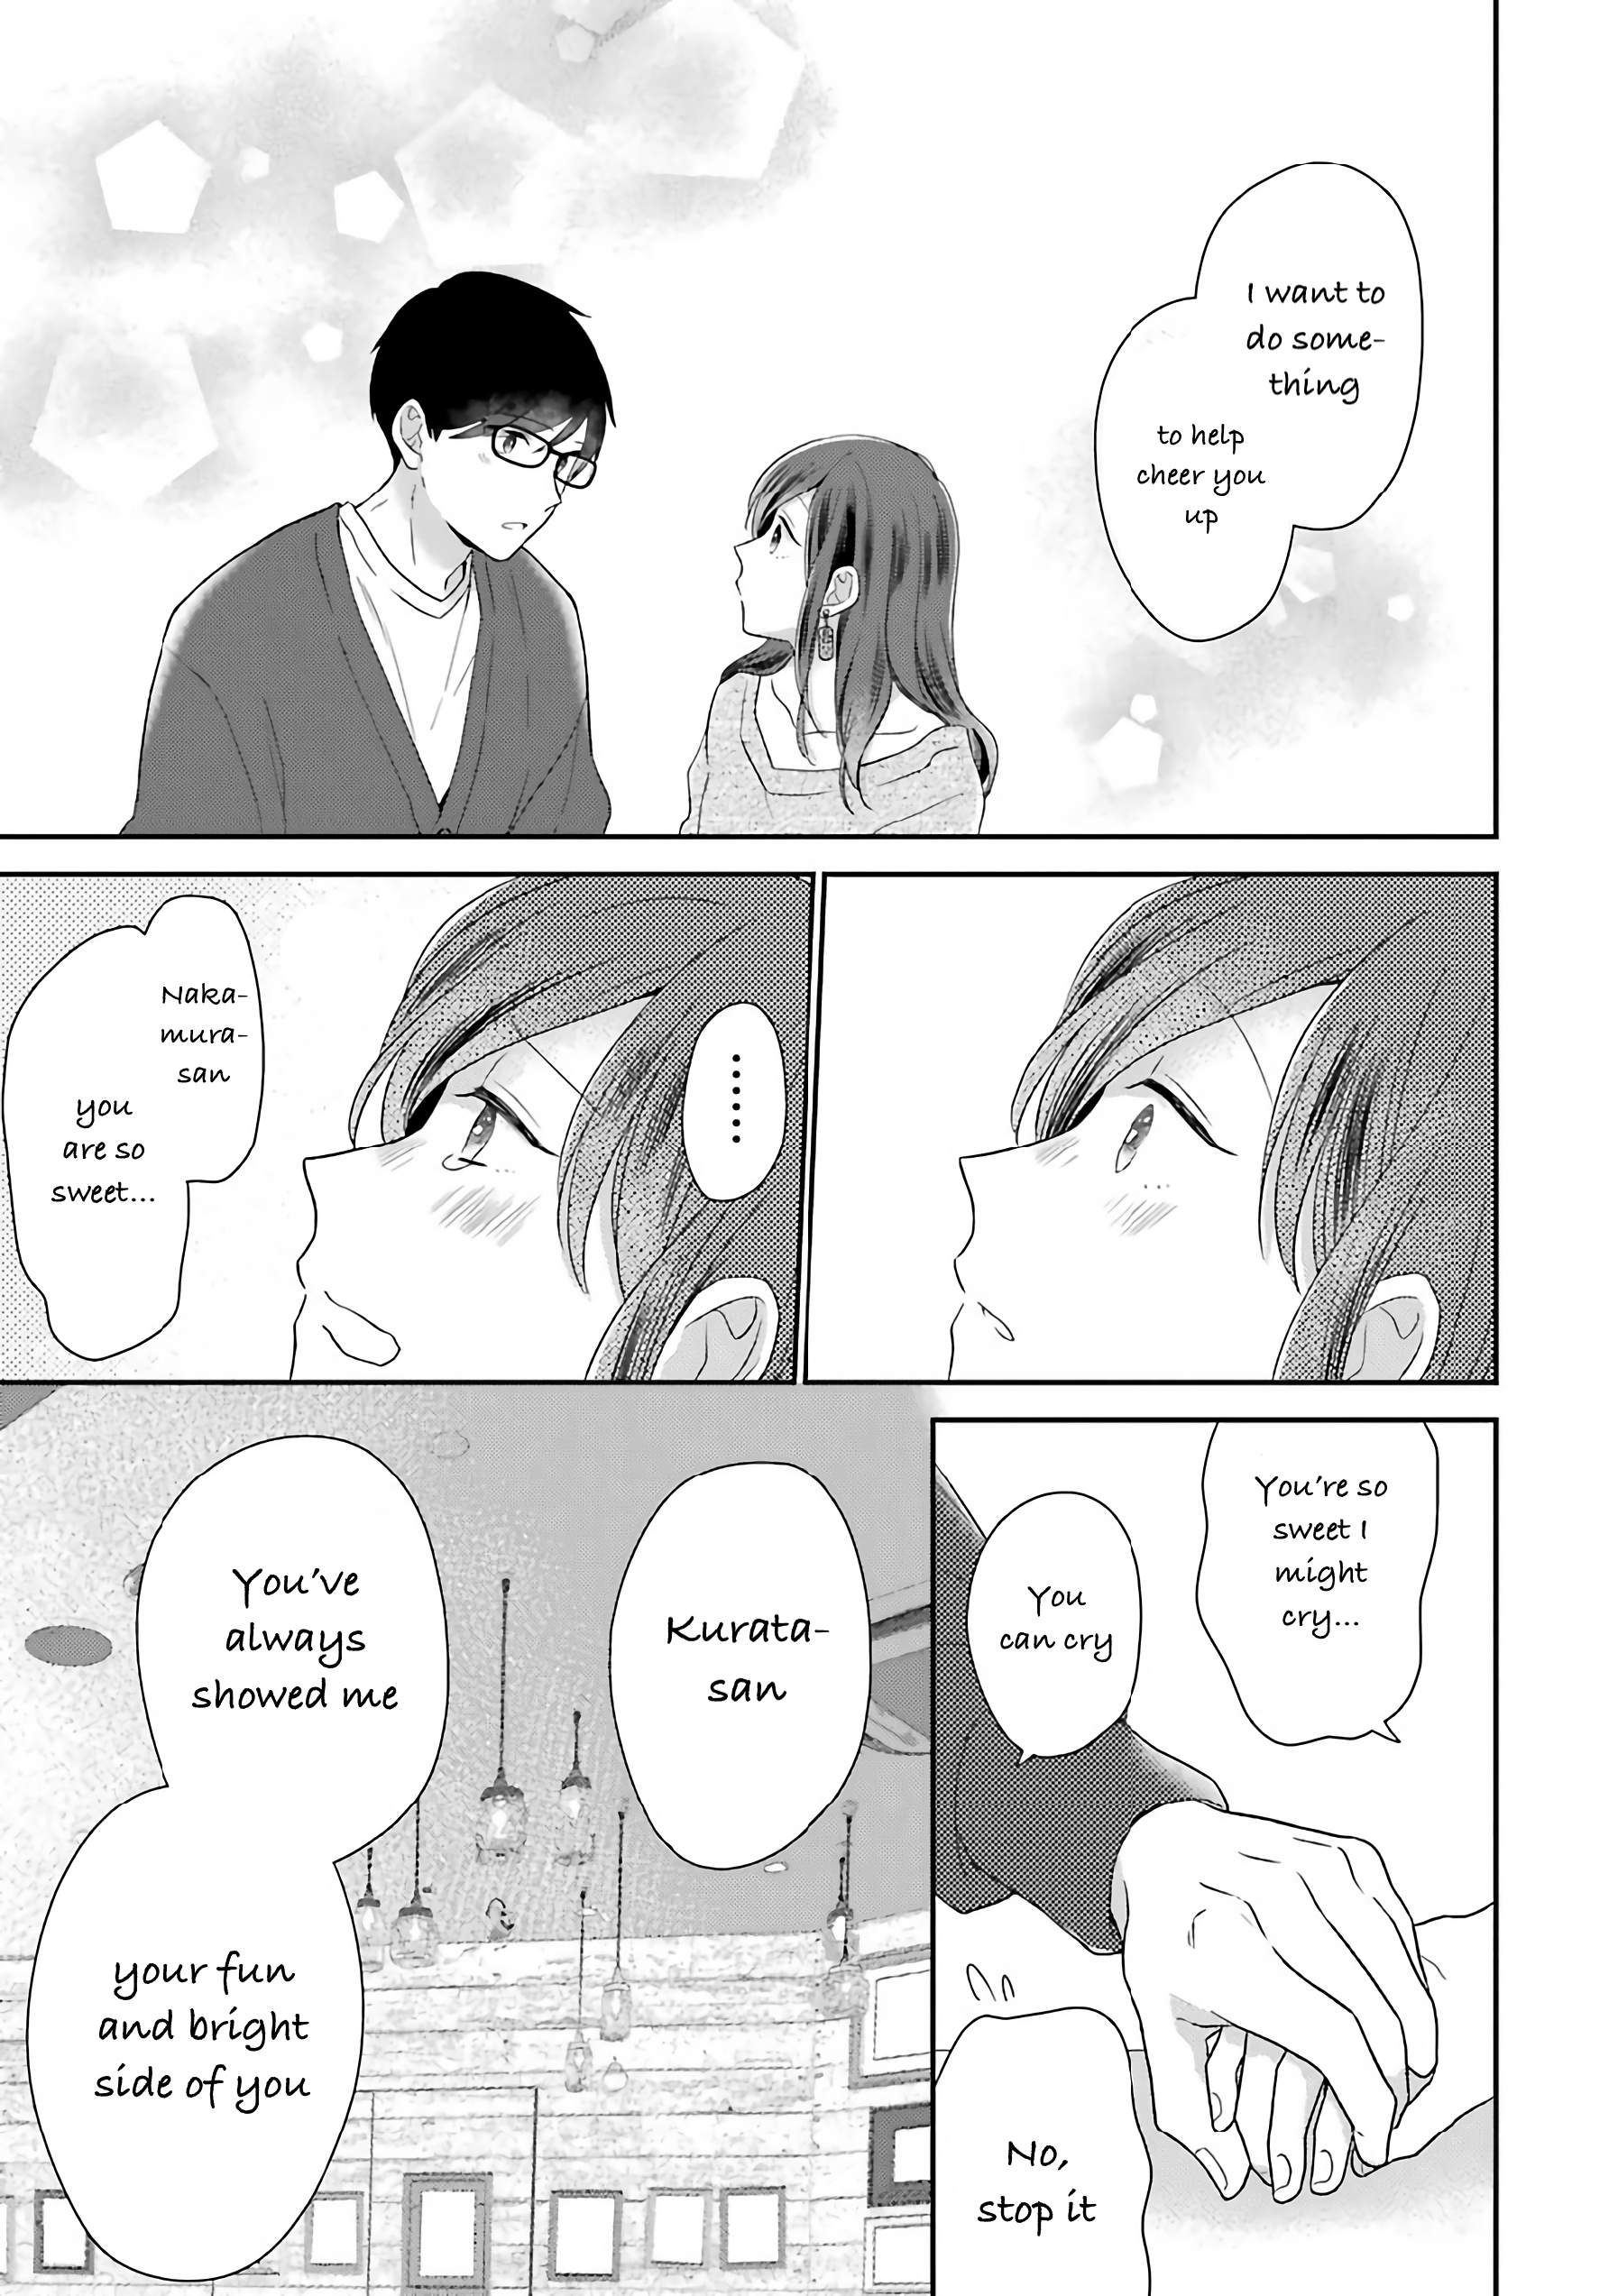 I want to
do some-
thing
to help
cheer you
up
......
Naka-
mura-
san
you
are so
sweet...
You're so
sweet I
might
cry...
You
can cry
No,
stop it
Kurata-
san
You've
always
showed me
your fun
and bright
side of you